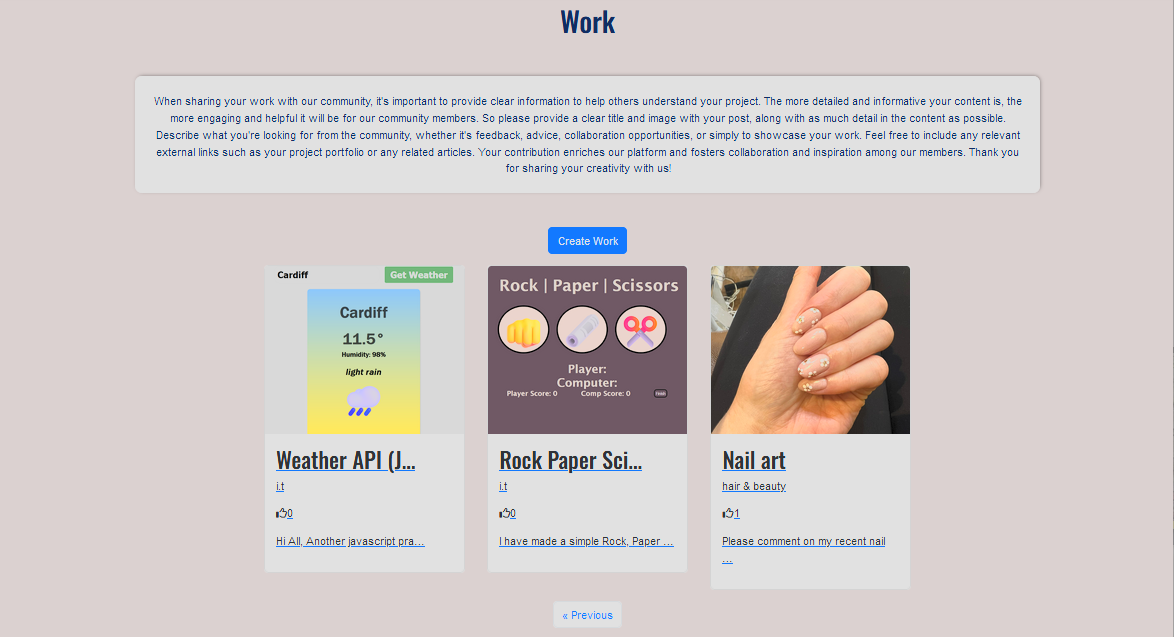 Work
When sharing your work with our community, it's important to provide clear information to help others understand your project. The more detailed and informative your content is, the
more engaging and helpful it will be for our community members. So please provide a clear title and image with your post, along with as much detail in the content as possible.
Describe what you're looking for from the community, whether it's feedback, advice, collaboration opportunities, or simply to showcase your work. Feel free to include any relevant
external links such as your project portfolio or any related articles. Your contribution enriches our platform and fosters collaboration and inspiration among our members. Thank you
for sharing your creativity with us!
Create Work
Cardiff
Get Weather
Cardiff
11.5°
Humidity: 98%
light rain
Weather API (J...
i.t
0
Hi All, Another javascript pra…
Rock | Paper | Scissors
Player:
Computer:
Player Score: 0
Comp Score: 0
Rock Paper Sci...
i.t
0
I have made a simple Rock, Paper …
Nail art
hair & beauty
1
Please comment on my recent nail
…
« Previous